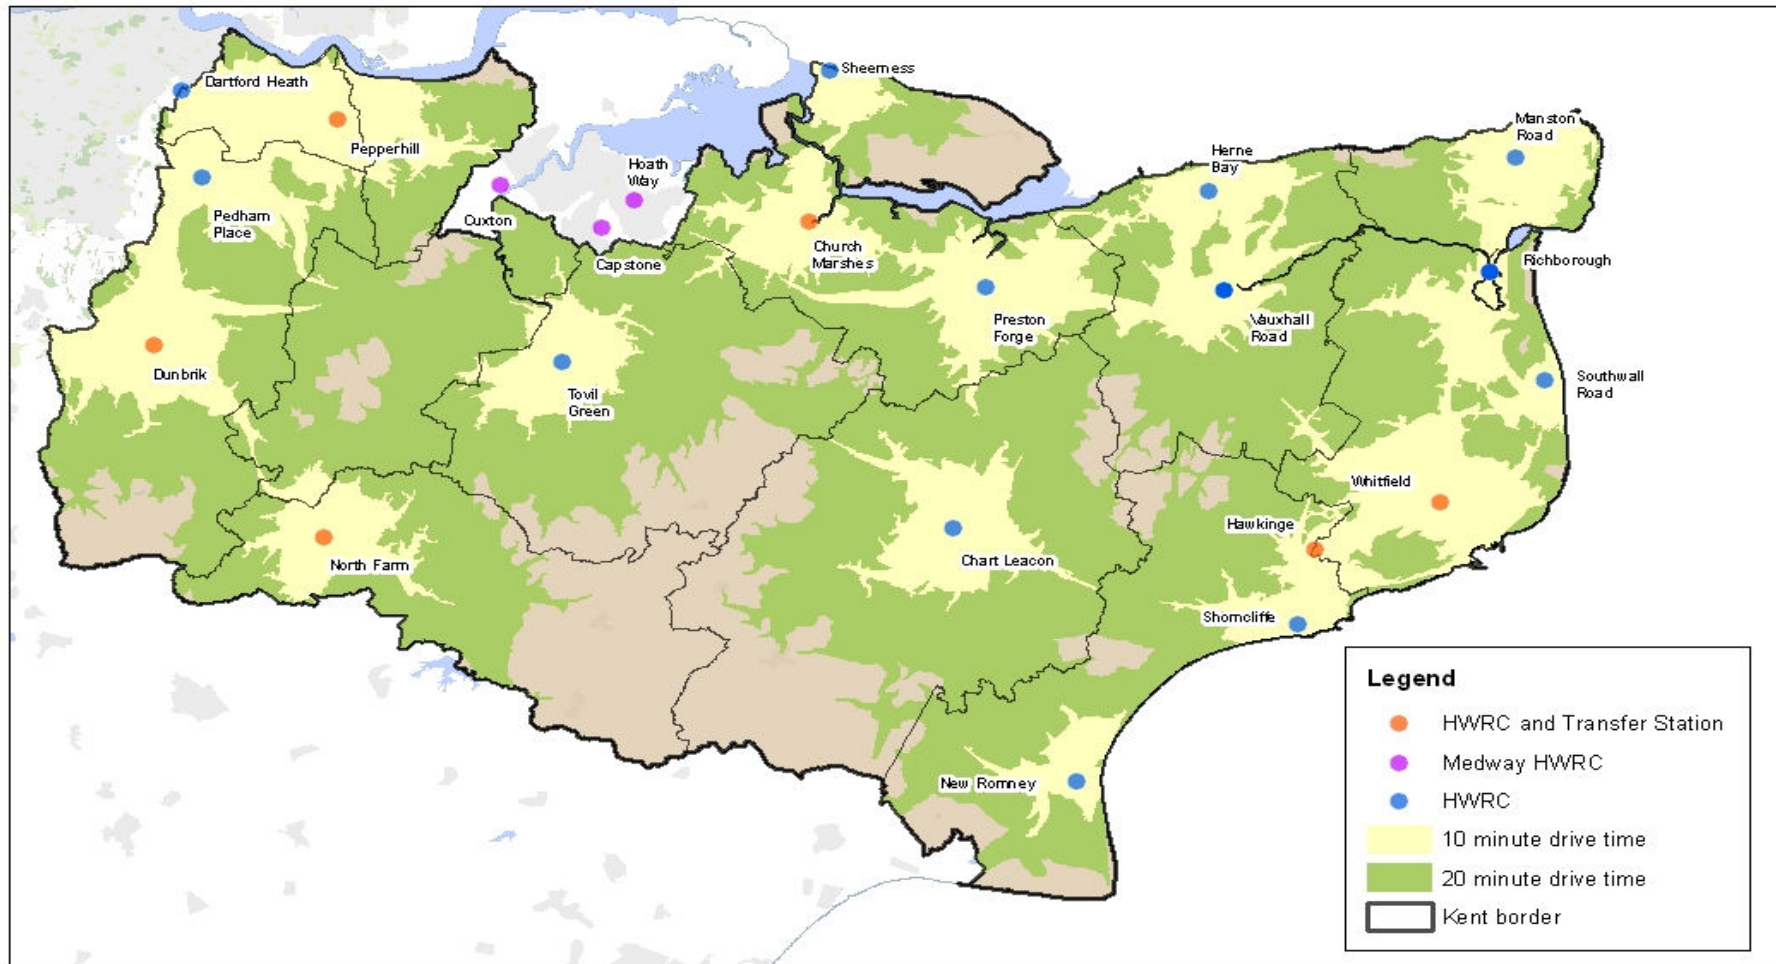 Sheerness
Dartford Heath
Manston
Road
Pepperhill
Herne
Bay
Hoath
Way
Pedham
Place
Cuxton
Church
Marshes
Capstone
Richborough
Preston
Forge
Vauxhall
Road
Dunbrik
Tovil
Green
Southwall
Road
Whitfield
Hawkinge
North Farm
Chart Leacon
Shorncliffe
New Romney
Legend
HWRC and Transfer Station
Medway HWRC
HWRC
10 minute drive time
20 minute drive time
Kent border